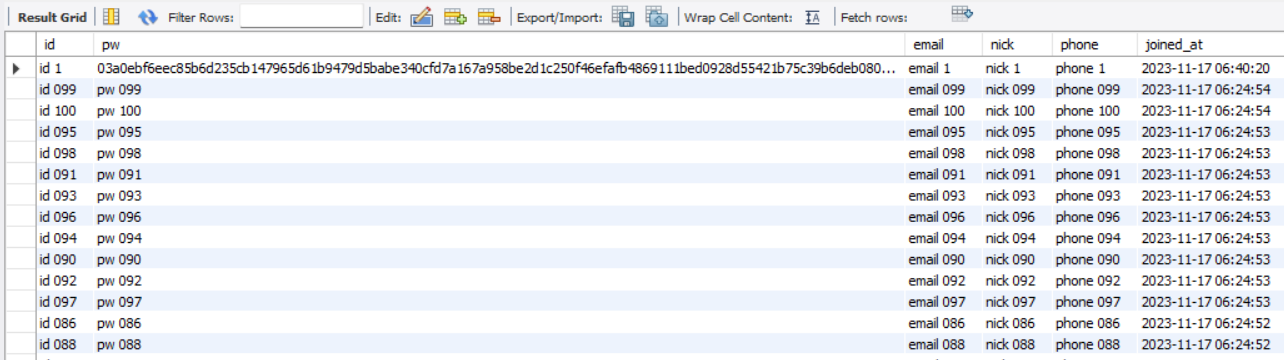 Result Grid Filter Rows: Edit: Export/Import: Wrap Cell Content: Fetch rows:
id pw email nick phone joined_at
id 1 03a0ebf6eec85b6d235cb147965d61b9479d5babe340cfd7a167a958be2d1c250f46efafb4869111bed0928d55421b75c39b6deb080... email 1 nick 1 phone 1 2023-11-17 06:40:20
id 099 pw 099 email 099 nick 099 phone 099 2023-11-17 06:24:54
id 100 pw 100 email 100 nick 100 phone 100 2023-11-17 06:24:54
id 095 pw 095 email 095 nick 095 phone 095 2023-11-17 06:24:53
id 098 pw 098 email 098 nick 098 phone 098 2023-11-17 06:24:53
id 091 pw 091 email 091 nick 091 phone 091 2023-11-17 06:24:53
id 093 pw 093 email 093 nick 093 phone 093 2023-11-17 06:24:53
id 096 pw 096 email 096 nick 096 phone 096 2023-11-17 06:24:53
id 094 pw 094 email 094 nick 094 phone 094 2023-11-17 06:24:53
id 090 pw 090 email 090 nick 090 phone 090 2023-11-17 06:24:53
id 092 pw 092 email 092 nick 092 phone 092 2023-11-17 06:24:53
id 097 pw 097 email 097 nick 097 phone 097 2023-11-17 06:24:53
id 086 pw 086 email 086 nick 086 phone 086 2023-11-17 06:24:52
id 088 pw 088 email 088 nick 088 phone 088 2023-11-17 06:24:52